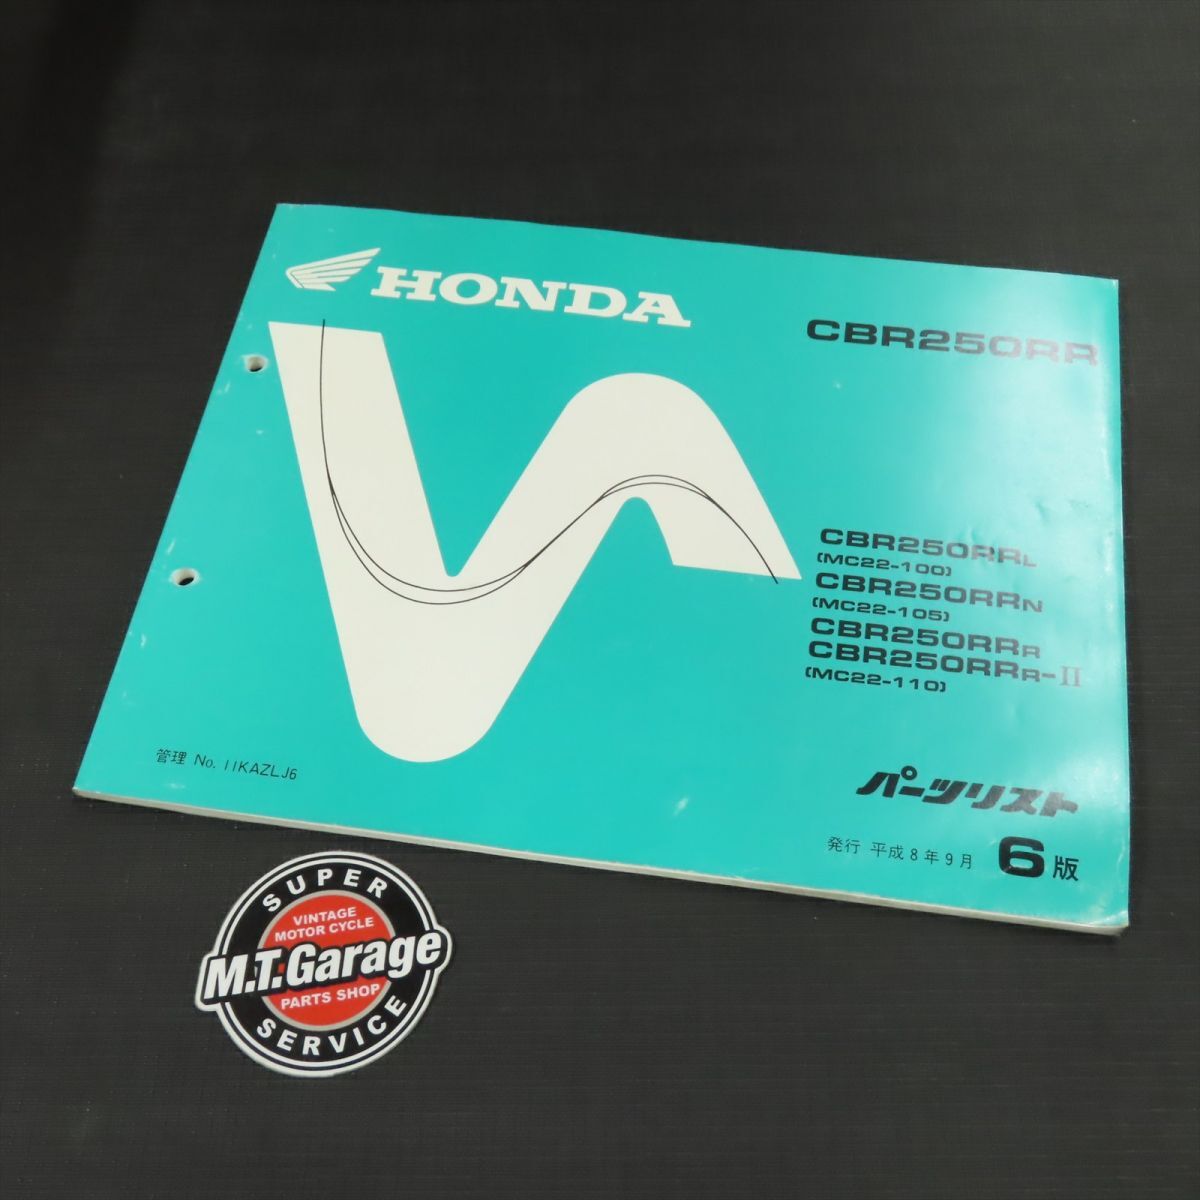 HONDA
CBR250RR
CBR250RRL
(MC22-100)
CBR250RRN
(MC22-105)
CBR250RRR
CBR250RRR-II
(MC22-110)
管理 No. 11KAZLJ6
パーツリスト
発行 平成8年9月 6版
SUPER
VINTAGE
MOTOR CYCLE
M.T.Garage
PARTS SHOP
SERVICE